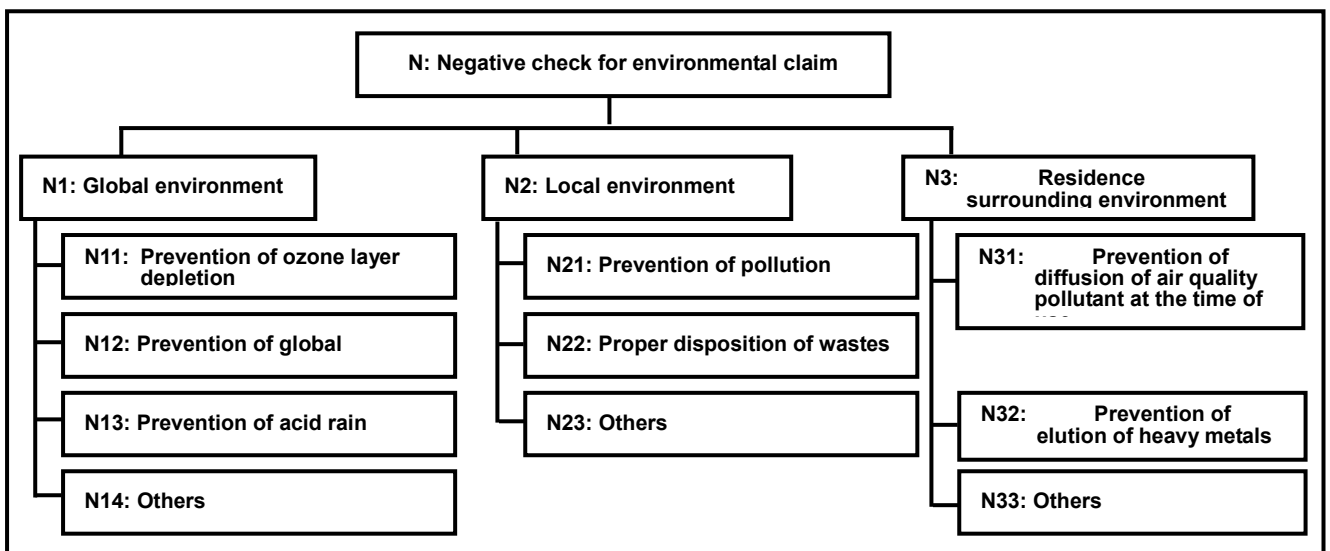 N: Negative check for environmental claim
N1: Global environment
N11: Prevention of ozone layer
depletion
N12: Prevention of global
N13: Prevention of acid rain
N14: Others
N2: Local environment
N21: Prevention of pollution
N22: Proper disposition of wastes
N23: Others
N3: Residence
surrounding environment
N31: Prevention of
diffusion of air quality
pollutant at the time of
N32: Prevention of
elution of heavy metals
N33: Others